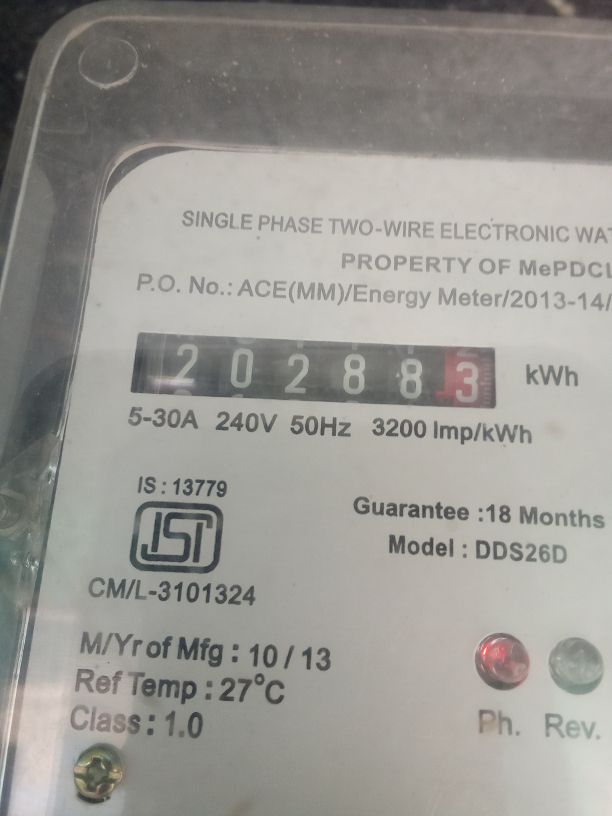 SINGLE PHASE TWO-WIRE ELECTRONIC WAT
PROPERTY OF MePDCL
P.O. No.: ACE(MM)/Energy Meter/2013-14/
202883 kWh
5-30A 240V 50Hz 3200 Imp/kWh
IS : 13779
ISI
CM/L-3101324
Guarantee :18 Months
Model : DDS26D
M/Yr of Mfg : 10 / 13
Ref Temp : 27°C
Class : 1.0
Ph. Rev.